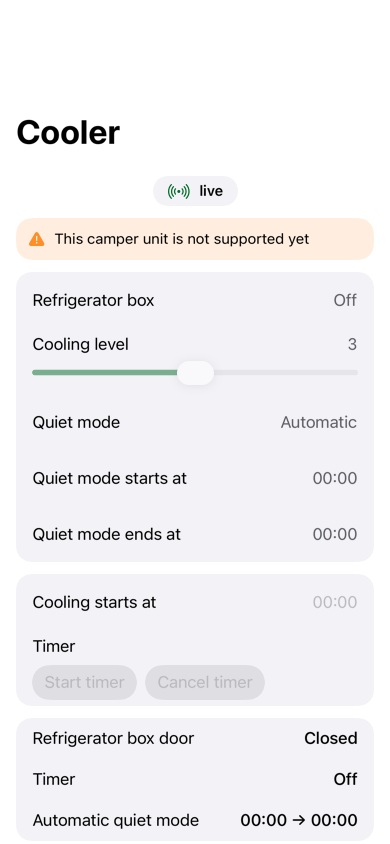 Cooler
live
This camper unit is not supported yet
Refrigerator box Off
Cooling level 3
Quiet mode Automatic
Quiet mode starts at 00:00
Quiet mode ends at 00:00
Cooling starts at 00:00
Timer
Start timer Cancel timer
Refrigerator box door Closed
Timer Off
Automatic quiet mode 00:00 → 00:00